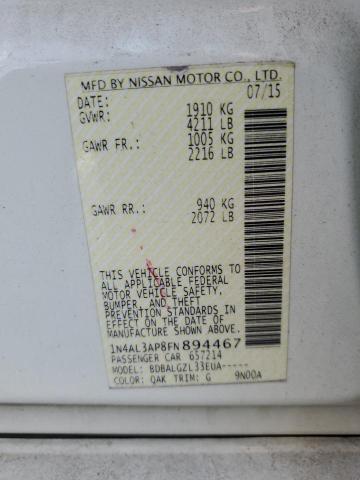 MFD BY NISSAN MOTOR CO., LTD.
DATE: 07/15
GVWR: 1910 KG
4211 LB
GAWR FR.: 1005 KG
2216 LB
GAWR RR.: 940 KG
2072 LB
THIS VEHICLE CONFORMS TO
ALL APPLICABLE FEDERAL
MOTOR VEHICLE SAFETY,
BUMPER, AND THEFT
PREVENTION STANDARDS IN
EFFECT ON THE DATE OF
MANUFACTURE SHOWN ABOVE.
1N4AL3AP8FN894467
PASSENGER CAR 657214
MODEL: BDBALGZL33EUA-----
COLOR: QAK TRIM: G 9N00A